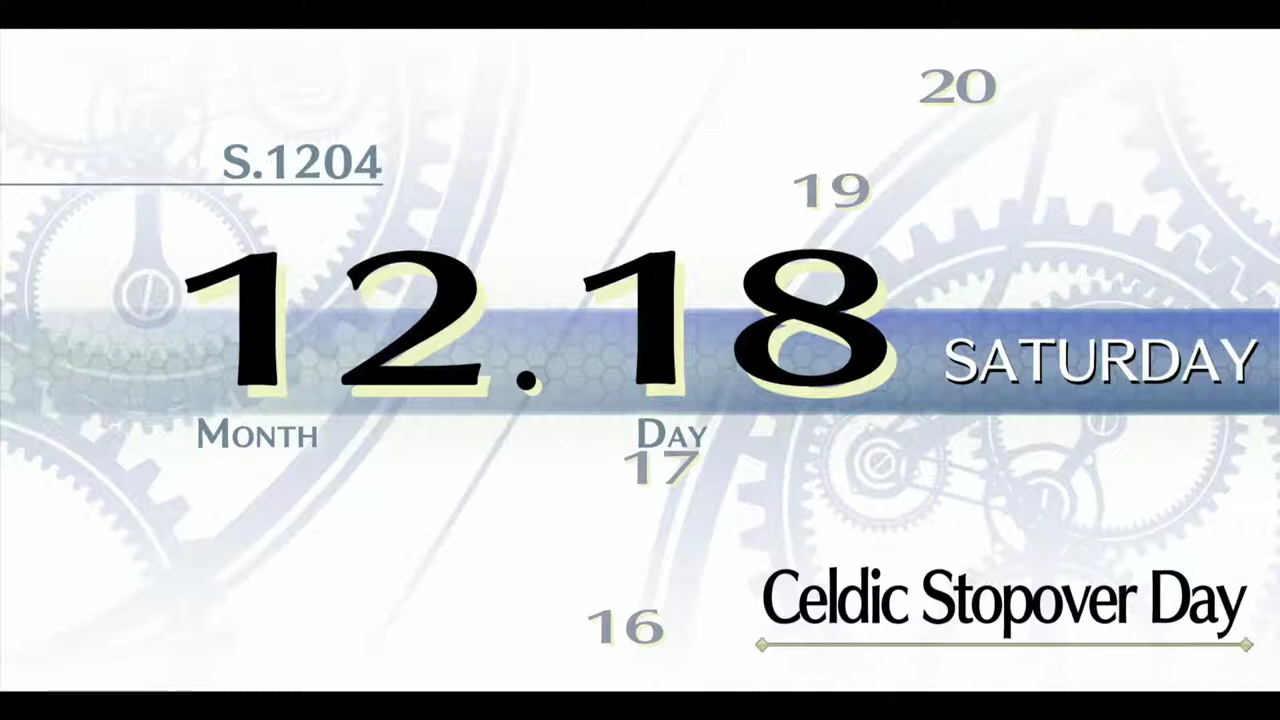 20
S.1204
19
12.18
SATURDAY
MONTH
DAY
17
16
Celdic Stopover Day